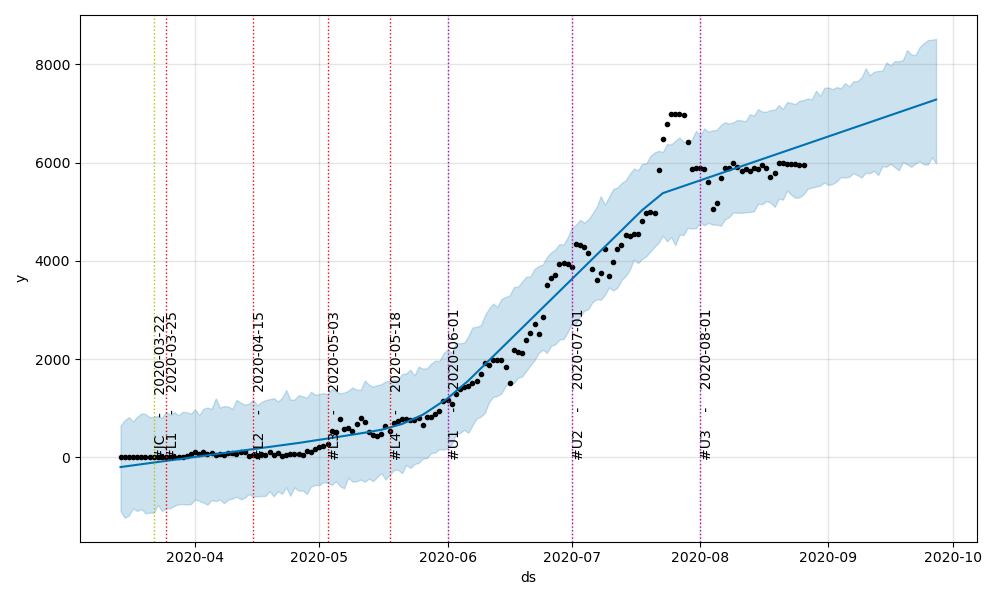 8000
6000
4000
2000
0
y
#JC - 2020-03-22
#L1 - 2020-03-25
#L2 - 2020-04-15
#L3 - 2020-05-03
#L4 - 2020-05-18
#U1 - 2020-06-01
#U2 - 2020-07-01
#U3 - 2020-08-01
2020-04 2020-05 2020-06 2020-07 2020-08 2020-09 2020-10
ds